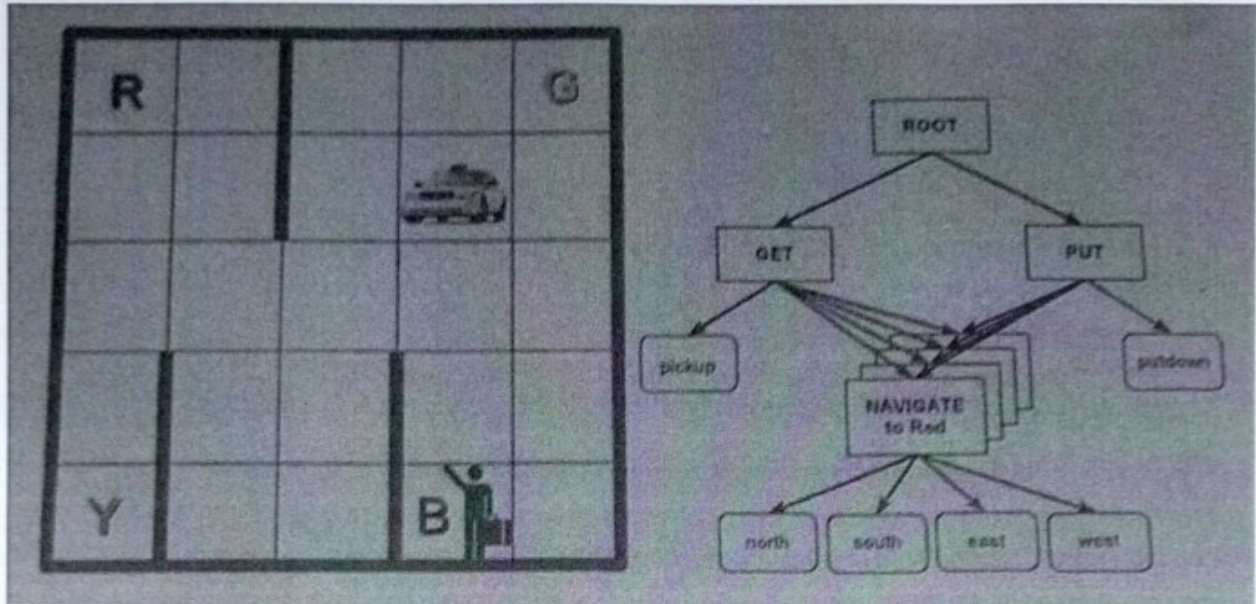 R
G
Y
B
ROOT
GET
PUT
pickup
putdown
NAVIGATE
to Red
north
south
east
west